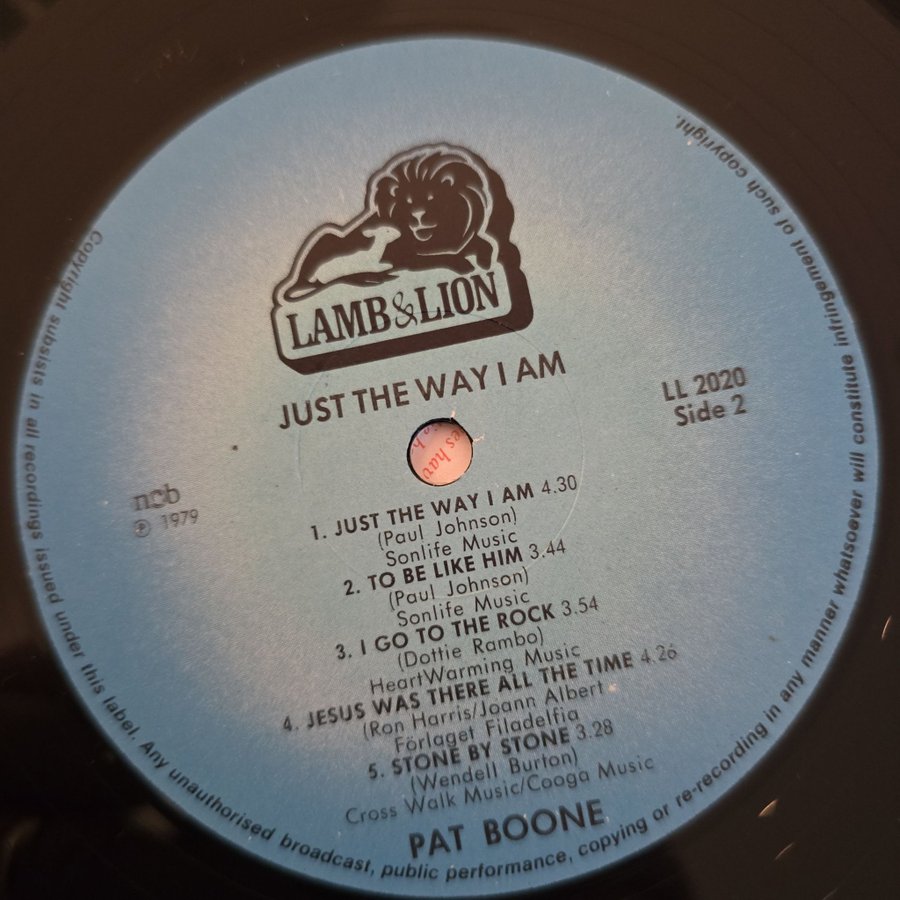 LAMB&LION
JUST THE WAY I AM
LL 2020
Side 2
ncb
℗ 1979
1. JUST THE WAY I AM 4.30
(Paul Johnson)
Sonlife Music
2. TO BE LIKE HIM 3.44
(Paul Johnson)
Sonlife Music
3. I GO TO THE ROCK 3.54
(Dottie Rambo)
HeartWarming Music
4. JESUS WAS THERE ALL THE TIME 4.26
(Ron Harris/Joann Albert
Förlaget Filadelfia
5. STONE BY STONE 3.28
(Wendell Burton)
Cross Walk Music/Cooga Music
PAT BOONE
Copyright subsists in all recordings issued under this label. Any unauthorised broadcast, public performance, copying or re-recording in any manner whatsoever will constitute infringement of such copyright.